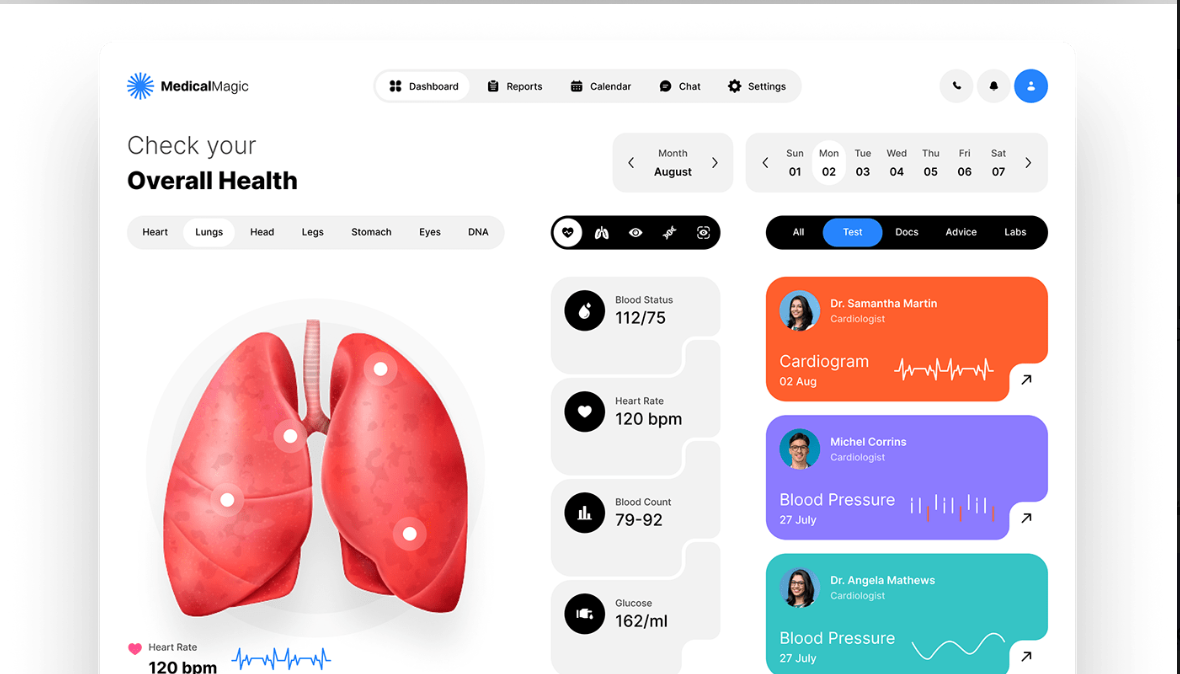 MedicalMagic
Dashboard
Reports
Calendar
Chat
Settings
Check your
Overall Health
Month
August
Sun Mon Tue Wed Thu Fri Sat
01 02 03 04 05 06 07
Heart Lungs Head Legs Stomach Eyes DNA
All Test Docs Advice Labs
Blood Status
112/75
Heart Rate
120 bpm
Blood Count
79-92
Glucose
162/ml
Dr. Samantha Martin
Cardiologist
Cardiogram
02 Aug
Michel Corrins
Cardiologist
Blood Pressure
27 July
Dr. Angela Mathews
Cardiologist
Blood Pressure
27 July
Heart Rate
120 bpm